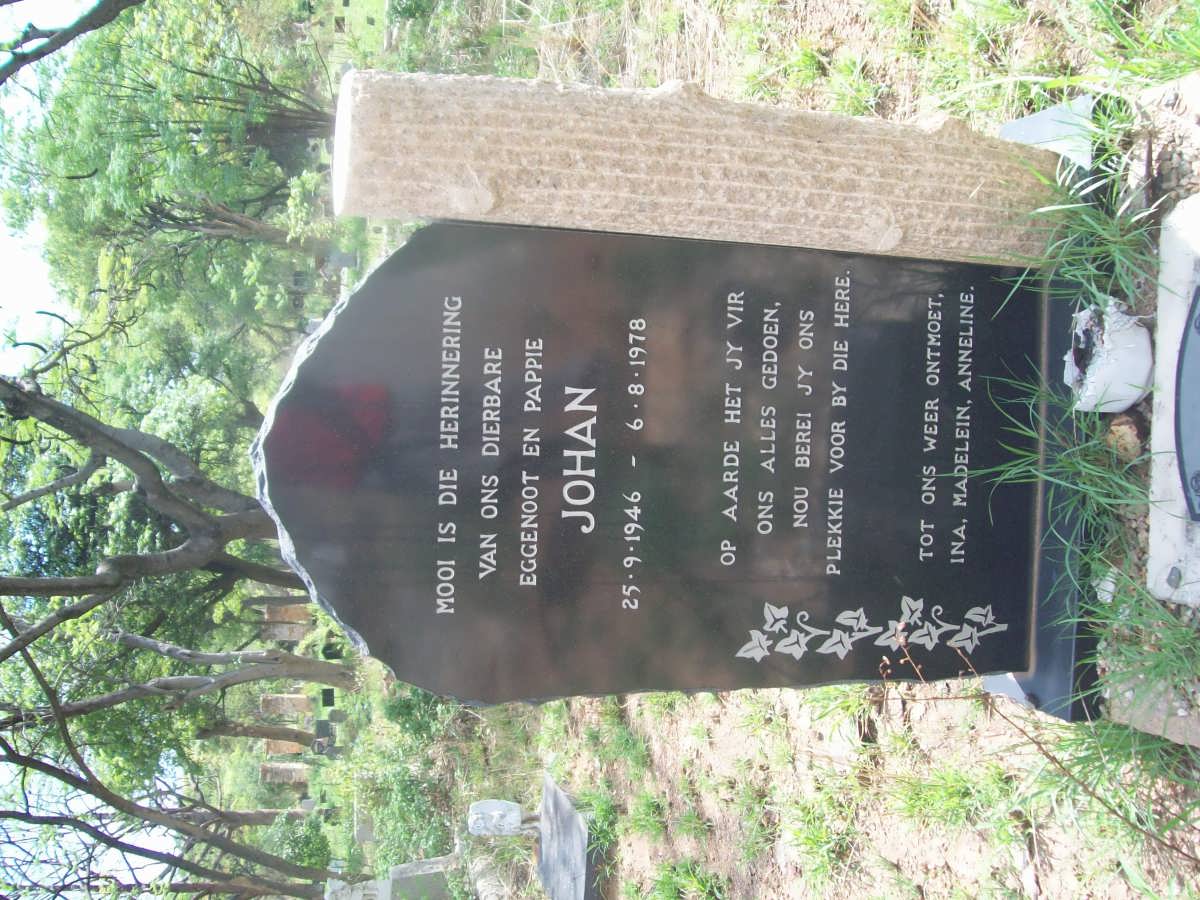 MOOI IS DIE HERINNERING
VAN ONS DIERBARE
EGGENOOT EN PAPPIE
JOHAN
25·9·1946 – 6·8·1978
OP AARDE HET JY VIR
ONS ALLES GEDOEN,
NOU BEREI JY ONS
PLEKKIE VOOR BY DIE HERE.
TOT ONS WEER ONTMOET,
INA, MADELEIN, ANNELINE.